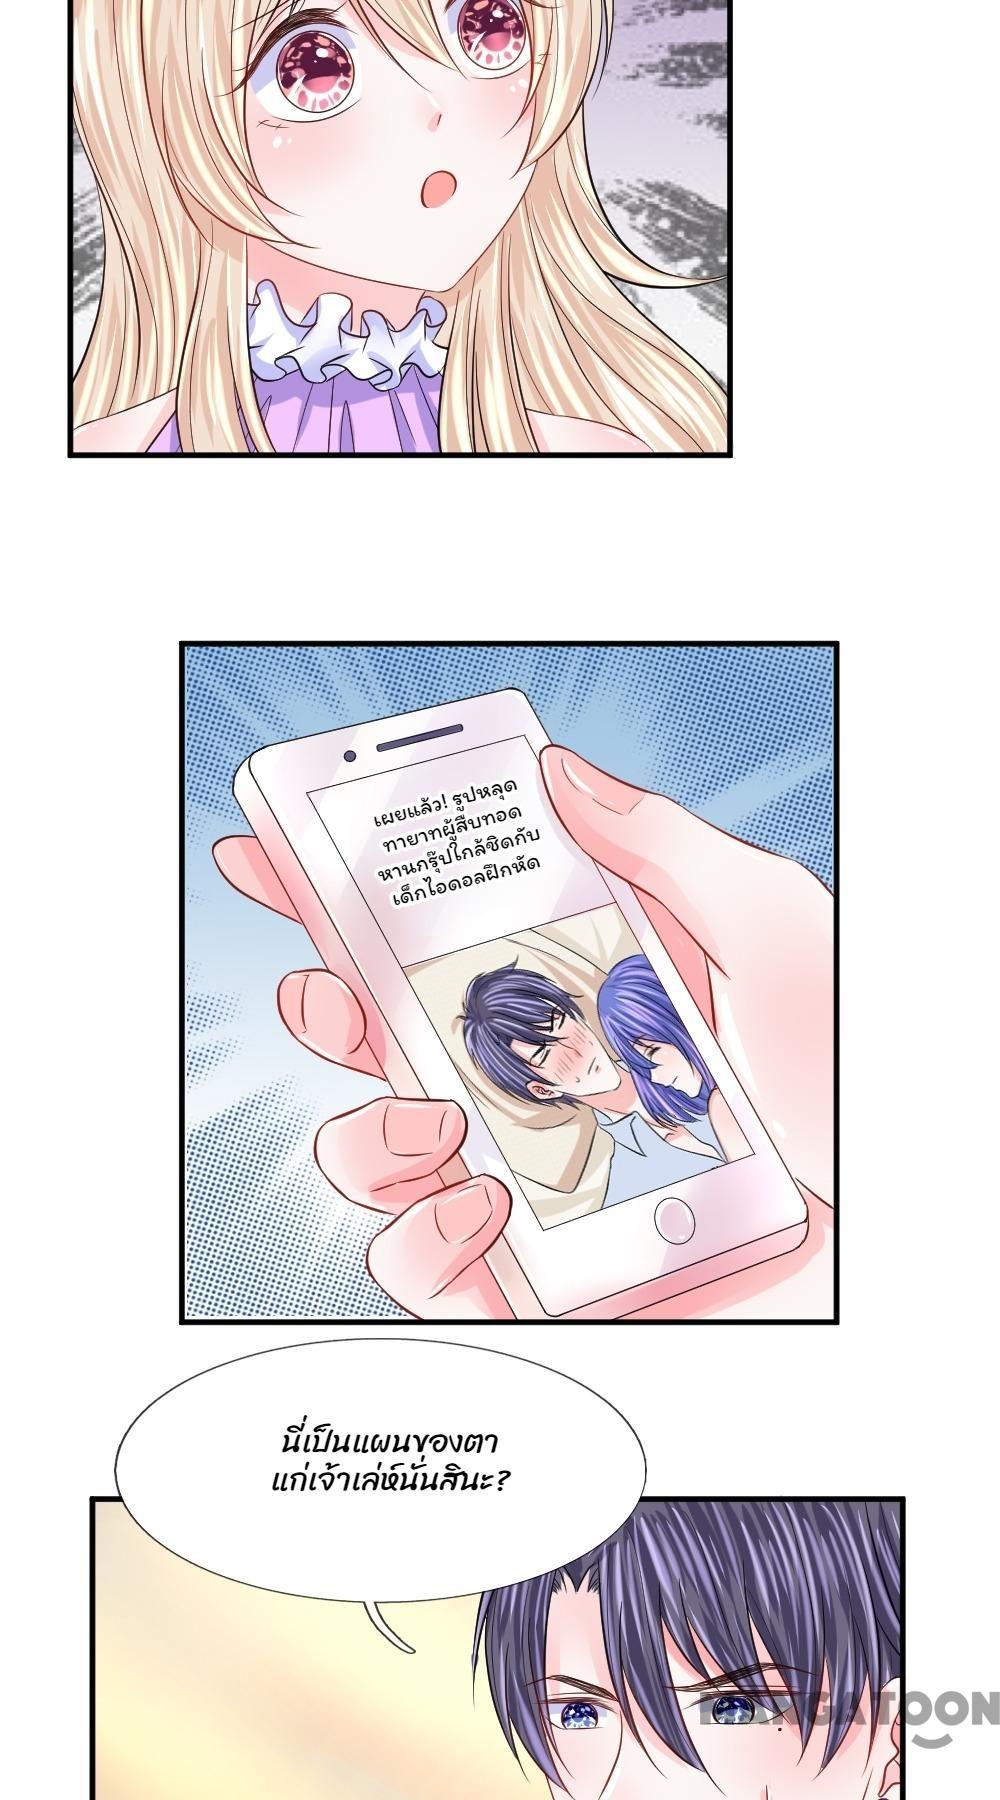 เผยแล้ว! รูปหลุด
ทายาทผู้สืบทอด
หานกรุ๊ปใกล้ชิดกับ
เด็กไอดอลฝึกหัด
นี่เป็นแผนของตา
แก่เจ้าเล่ห์นั่นสินะ?
MANGATOON